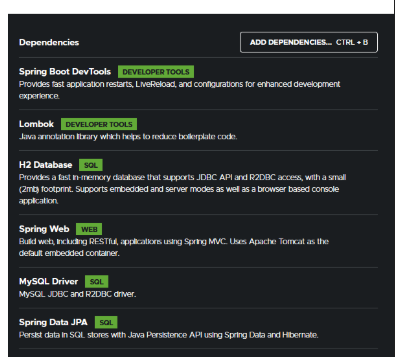 Dependencies
ADD DEPENDENCIES... CTRL + B
Spring Boot DevTools DEVELOPER TOOLS
Provides fast application restarts, LiveReload, and configurations for enhanced development
experience.
Lombok DEVELOPER TOOLS
Java annotation library which helps to reduce boilerplate code.
H2 Database SQL
Provides a fast in-memory database that supports JDBC API and R2DBC access, with a small
(2mb) footprint. Supports embedded and server modes as well as a browser based console
application.
Spring Web WEB
Build web, including RESTful, applications using Spring MVC. Uses Apache Tomcat as the
default embedded container.
MySQL Driver SQL
MySQL JDBC and R2DBC driver.
Spring Data JPA SQL
Persist data in SQL stores with Java Persistence API using Spring Data and Hibernate.